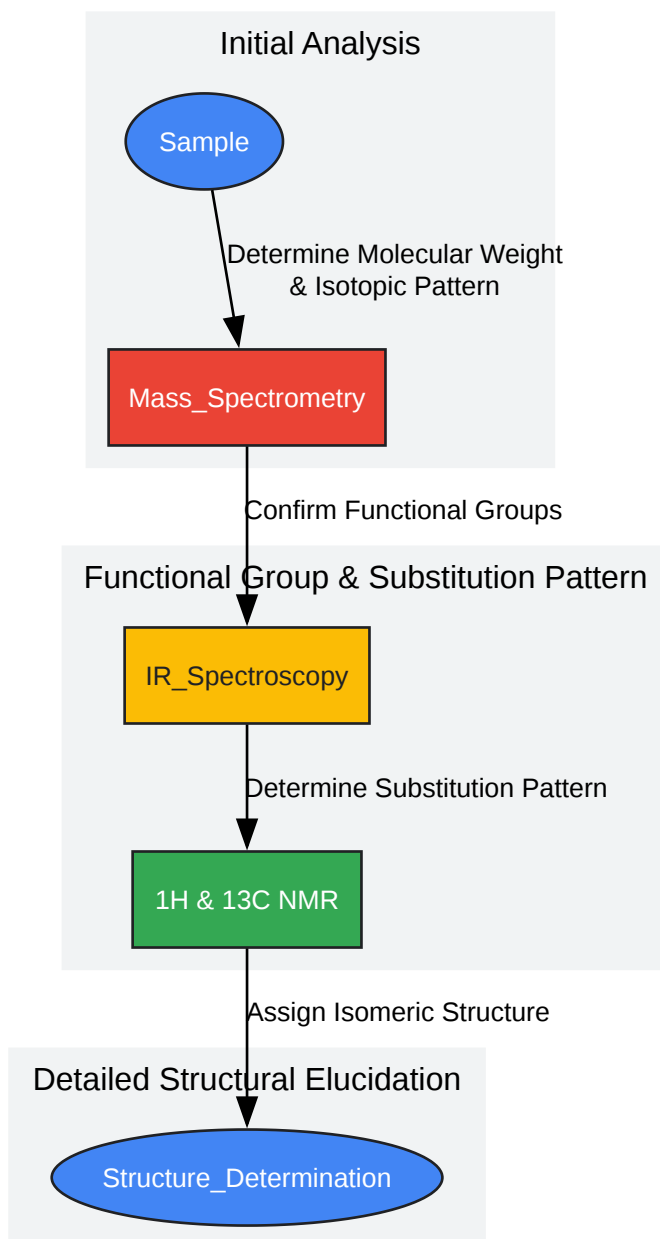 Initial Analysis
Sample
Determine Molecular Weight
& Isotopic Pattern
Mass_Spectrometry
Confirm Functional Groups
Functional Group & Substitution Pattern
IR_Spectroscopy
Determine Substitution Pattern
1H & 13C NMR
Assign Isomeric Structure
Detailed Structural Elucidation
Structure_Determination